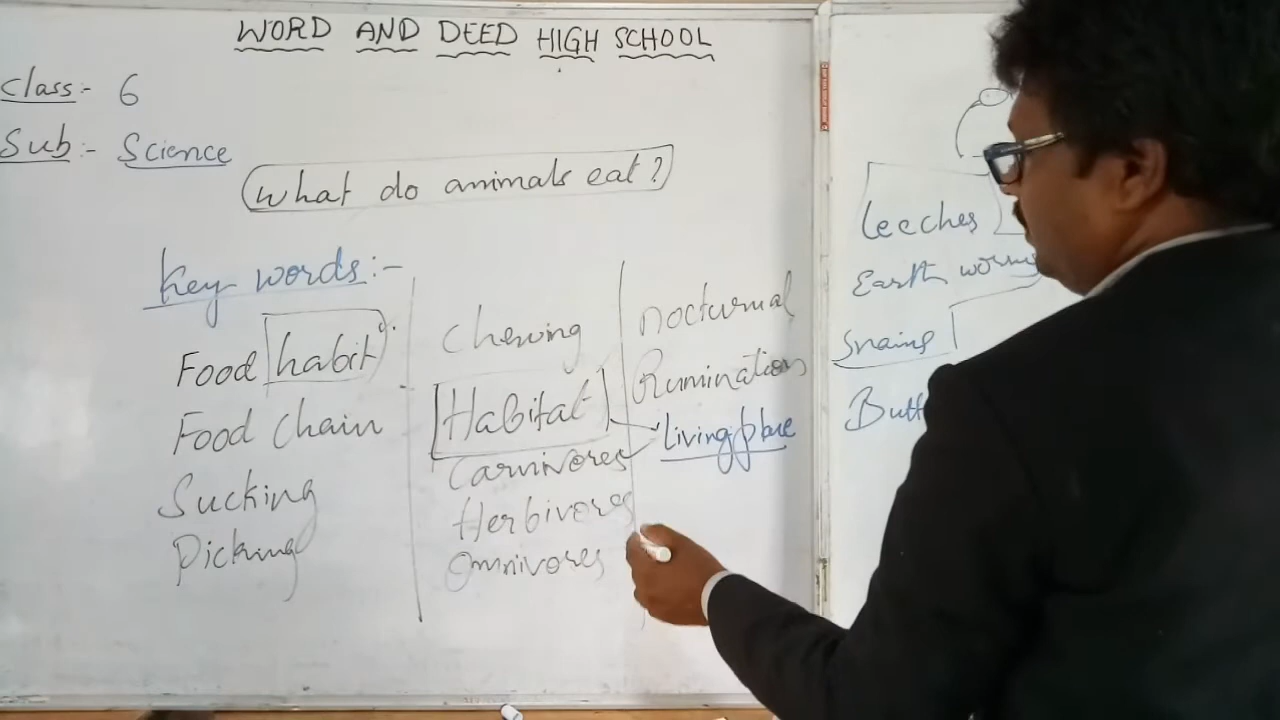 WORD AND DEED HIGH SCHOOL
Class:- 6
Sub:- Science
What do animals eat?
Key words:-
Food habit
Food Chain
Sucking
Picking
Chewing
Habitat
Carnivores
Herbivores
Omnivores
Nocturnal
Rumination
Living place
leeches
Earth worms
Snails
Butt